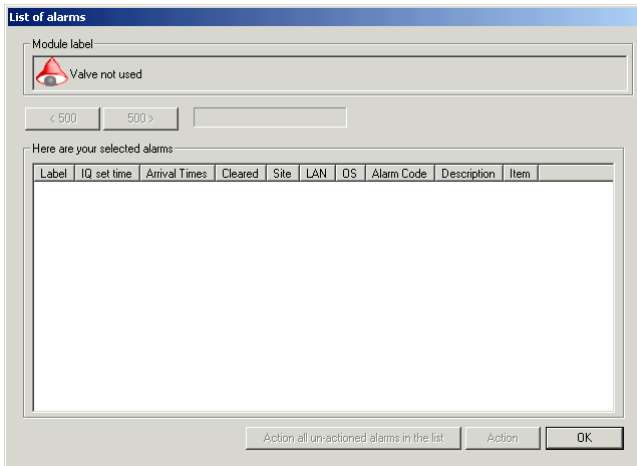 List of alarms
Module label
Valve not used
< 500 500 >
Here are your selected alarms
Label IQ set time Arrival Times Cleared Site LAN OS Alarm Code Description Item
Action all un-actioned alarms in the list Action OK